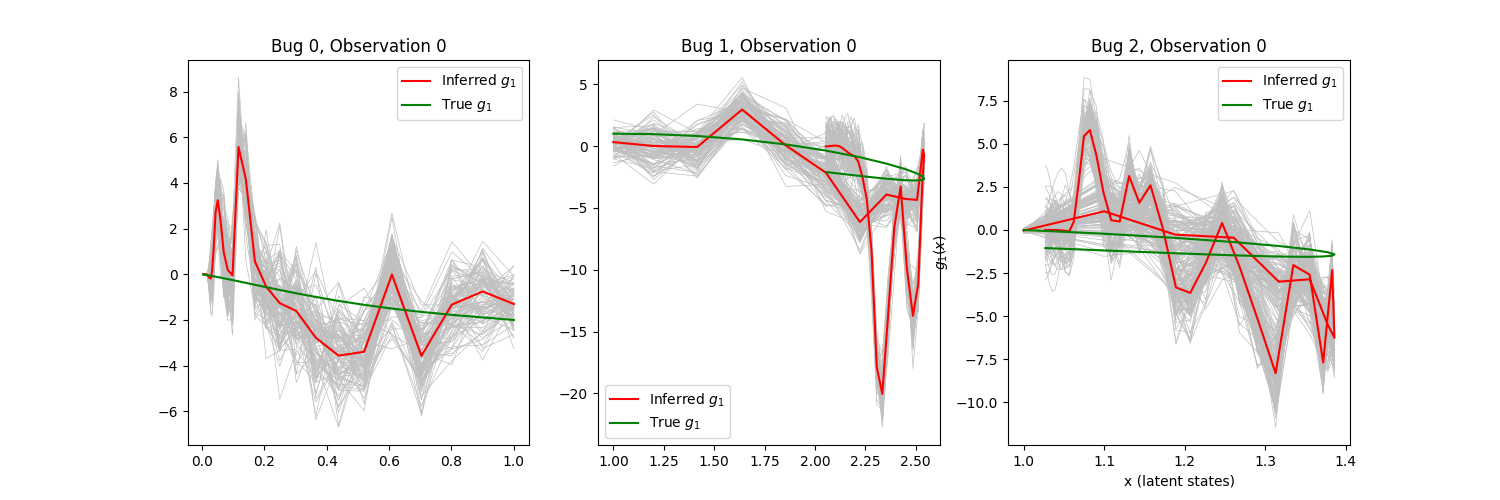 Bug 0, Observation 0
Inferred g₁
True g₁
8
6
4
2
0
−2
−4
−6
0.0 0.2 0.4 0.6 0.8 1.0
Bug 1, Observation 0
5
0
−5
−10
−15
−20
Inferred g₁
True g₁
1.00 1.25 1.50 1.75 2.00 2.25 2.50
Bug 2, Observation 0
Inferred g₁
True g₁
g₁(x)
7.5
5.0
2.5
0.0
−2.5
−5.0
−7.5
−10.0
1.0 1.1 1.2 1.3 1.4
x (latent states)